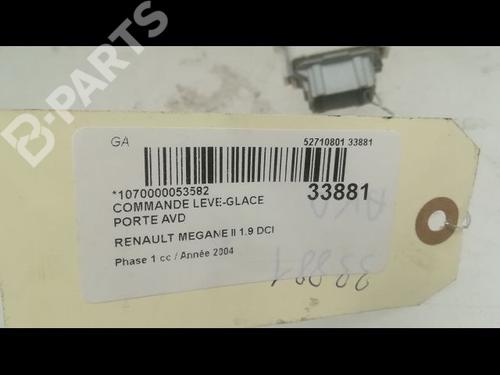 B-PARTS
GA
52710801 33881
*1070000053582
33881
COMMANDE LEVE-GLACE
PORTE AVD
RENAULT MEGANE II 1.9 DCI
Phase 1 cc / Année 2004
33881